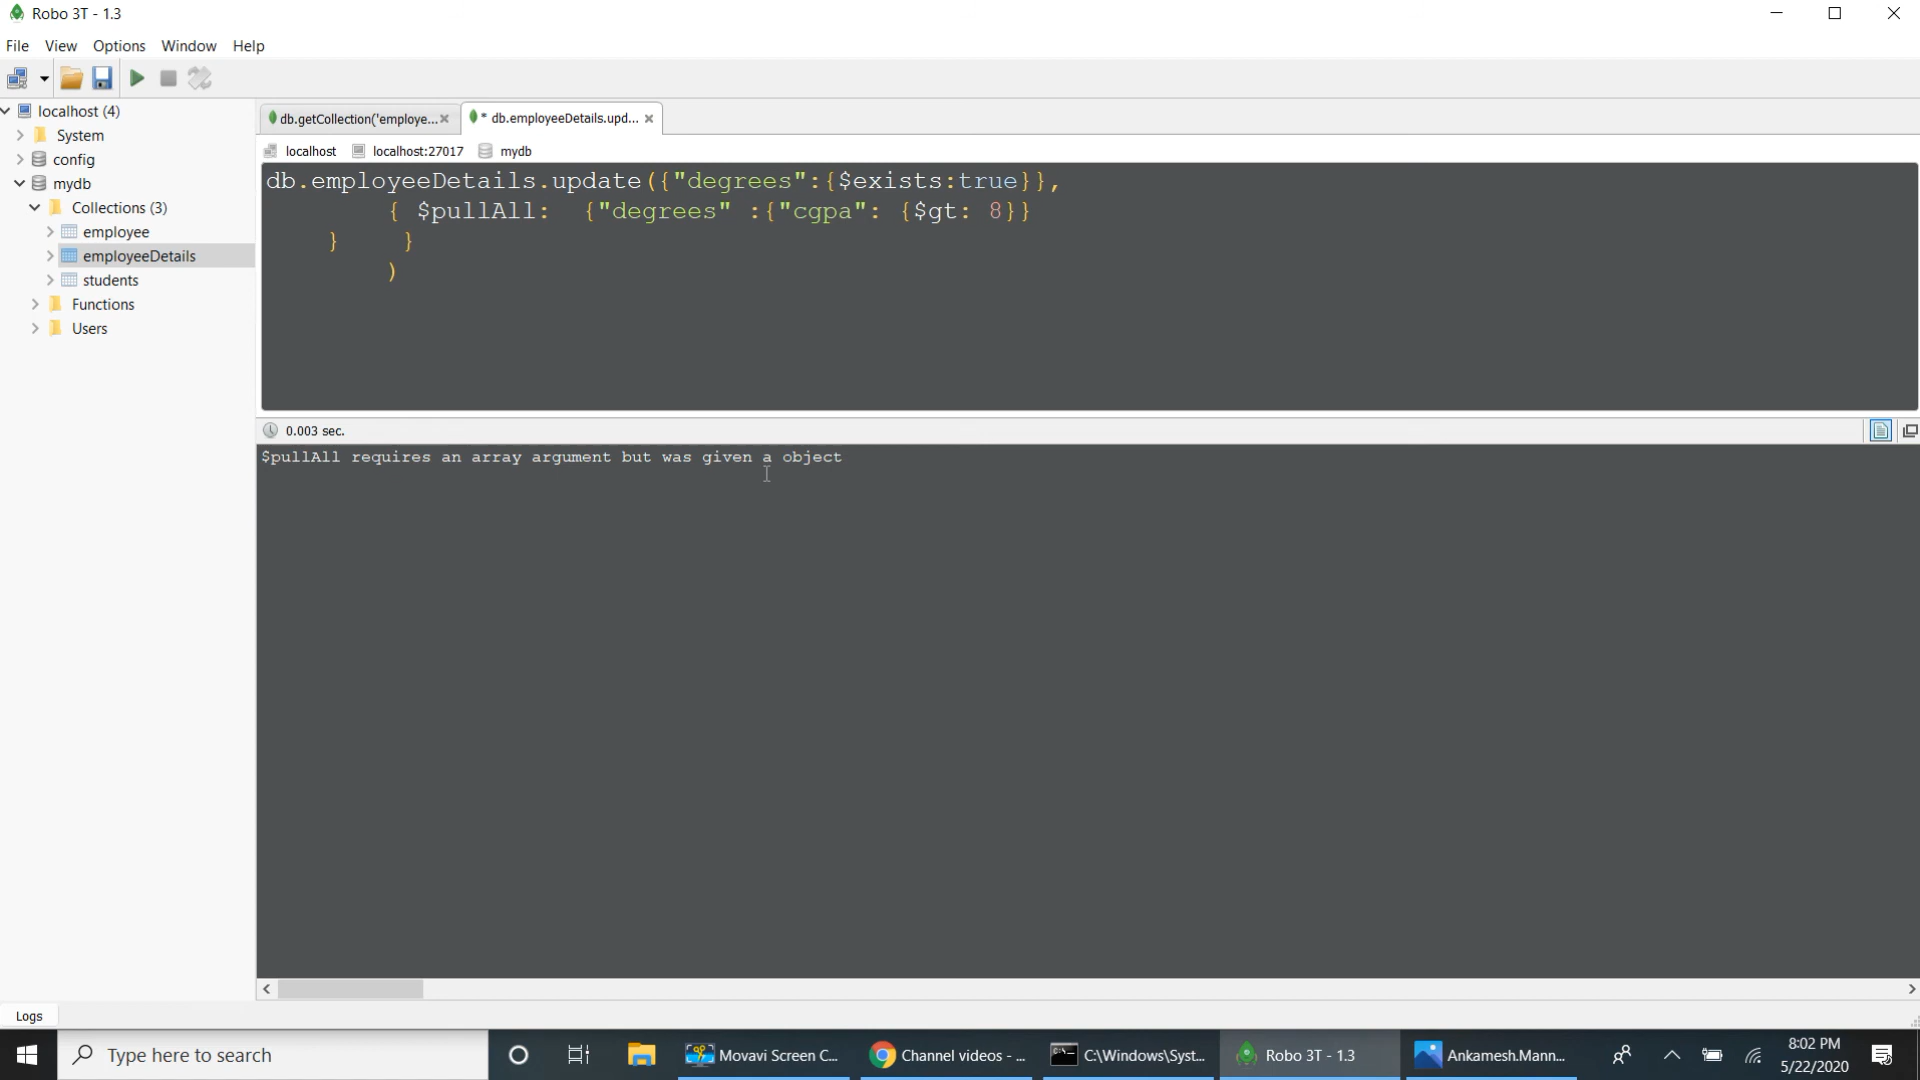 Robo 3T - 1.3
File View Options Window Help
localhost (4)
System
config
mydb
Collections (3)
employee
employeeDetails
students
Functions
Users
db.getCollection('employe... * db.employeeDetails.upd...
localhost localhost:27017 mydb
db.employeeDetails.update({"degrees":{$exists:true}},
{ $pullAll: {"degrees" :{"cgpa": {$gt: 8}}
} }
)
0.003 sec.
$pullAll requires an array argument but was given a object
Logs
Type here to search
Movavi Screen C...
Channel videos - ...
C:\Windows\Syst...
Robo 3T - 1.3
Ankamesh.Mann...
8:02 PM
5/22/2020